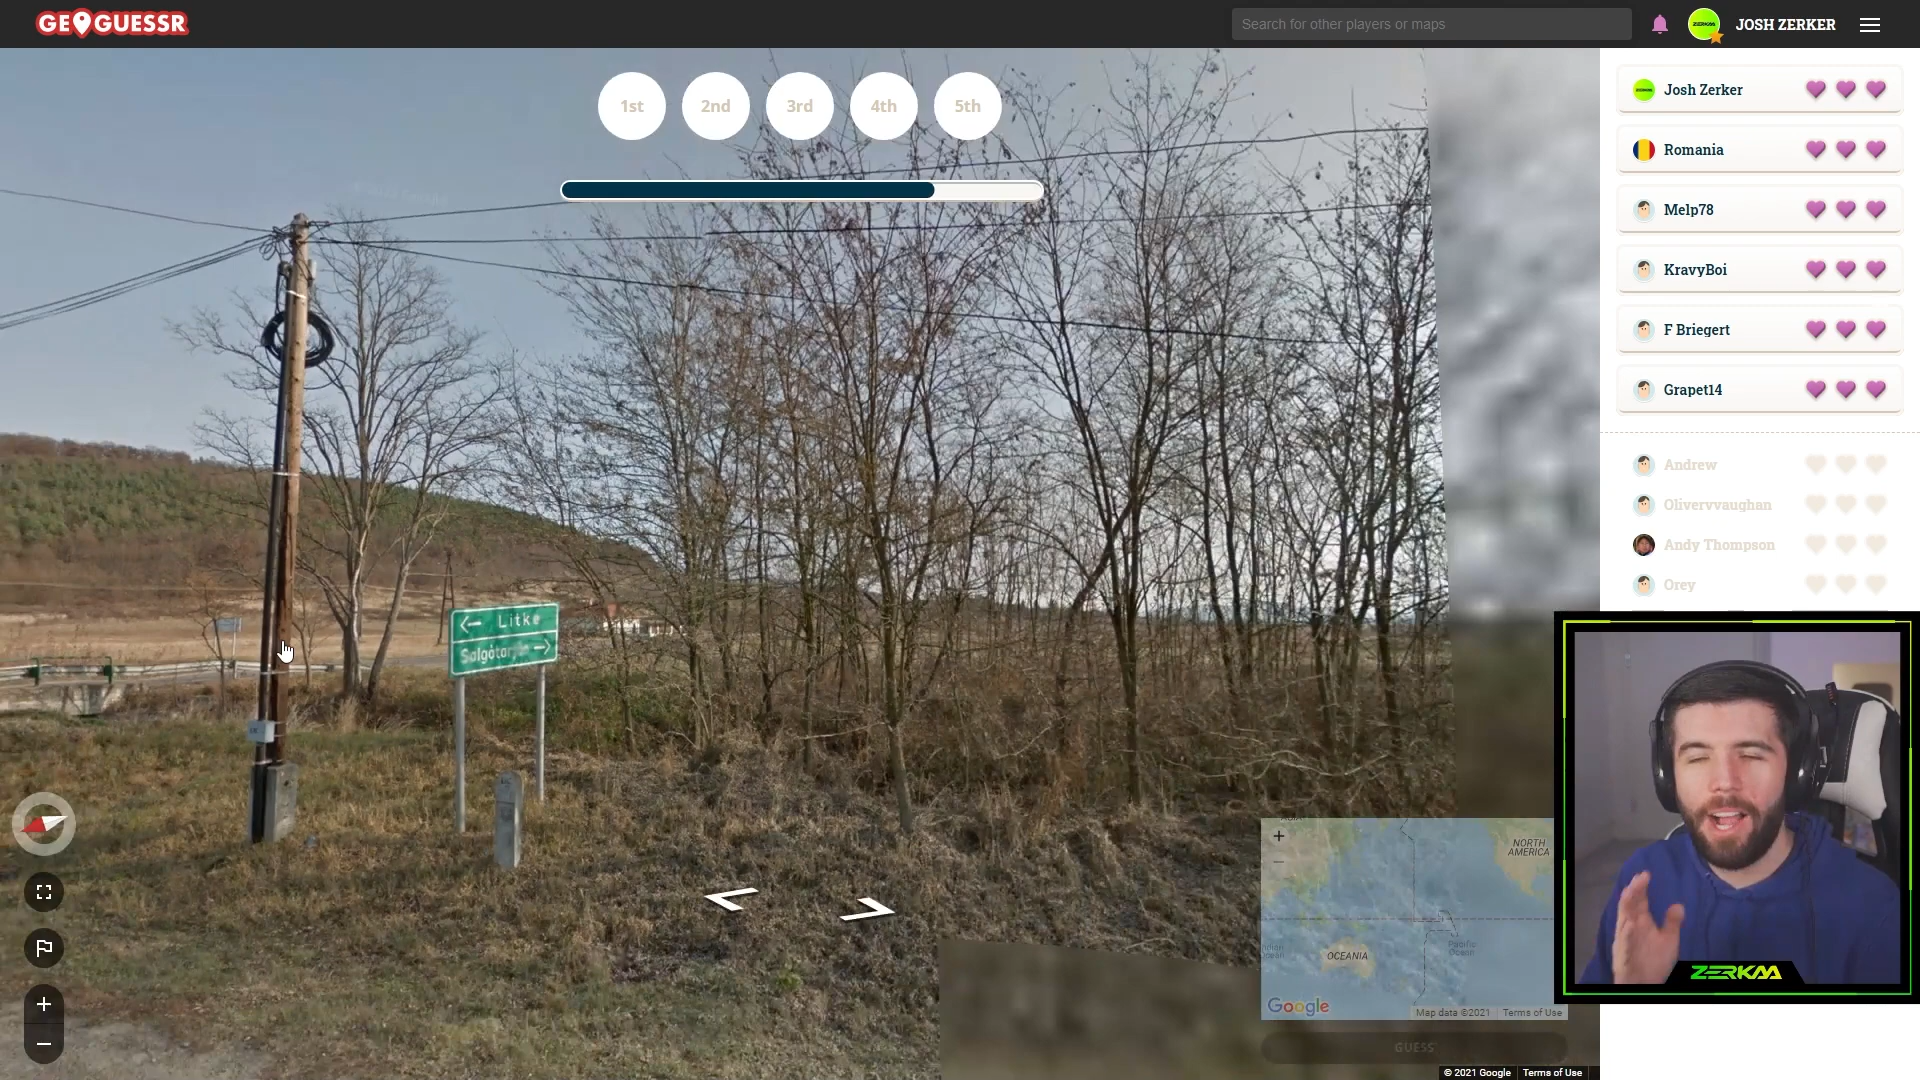 GEOGUESSR
Search for other players or maps
JOSH ZERKER
1st
2nd
3rd
4th
5th
Josh Zerker
Romania
Melp78
KravyBoi
F Briegert
Grapet14
Andrew
Olivervvaughan
Andy Thompson
Orey
Litke
Salgótarján
NORTH
AMERICA
Pacific
Ocean
OCEANIA
Google
Map data ©2021
Terms of Use
GUESS
ZERKAA
© 2021 Google
Terms of Use